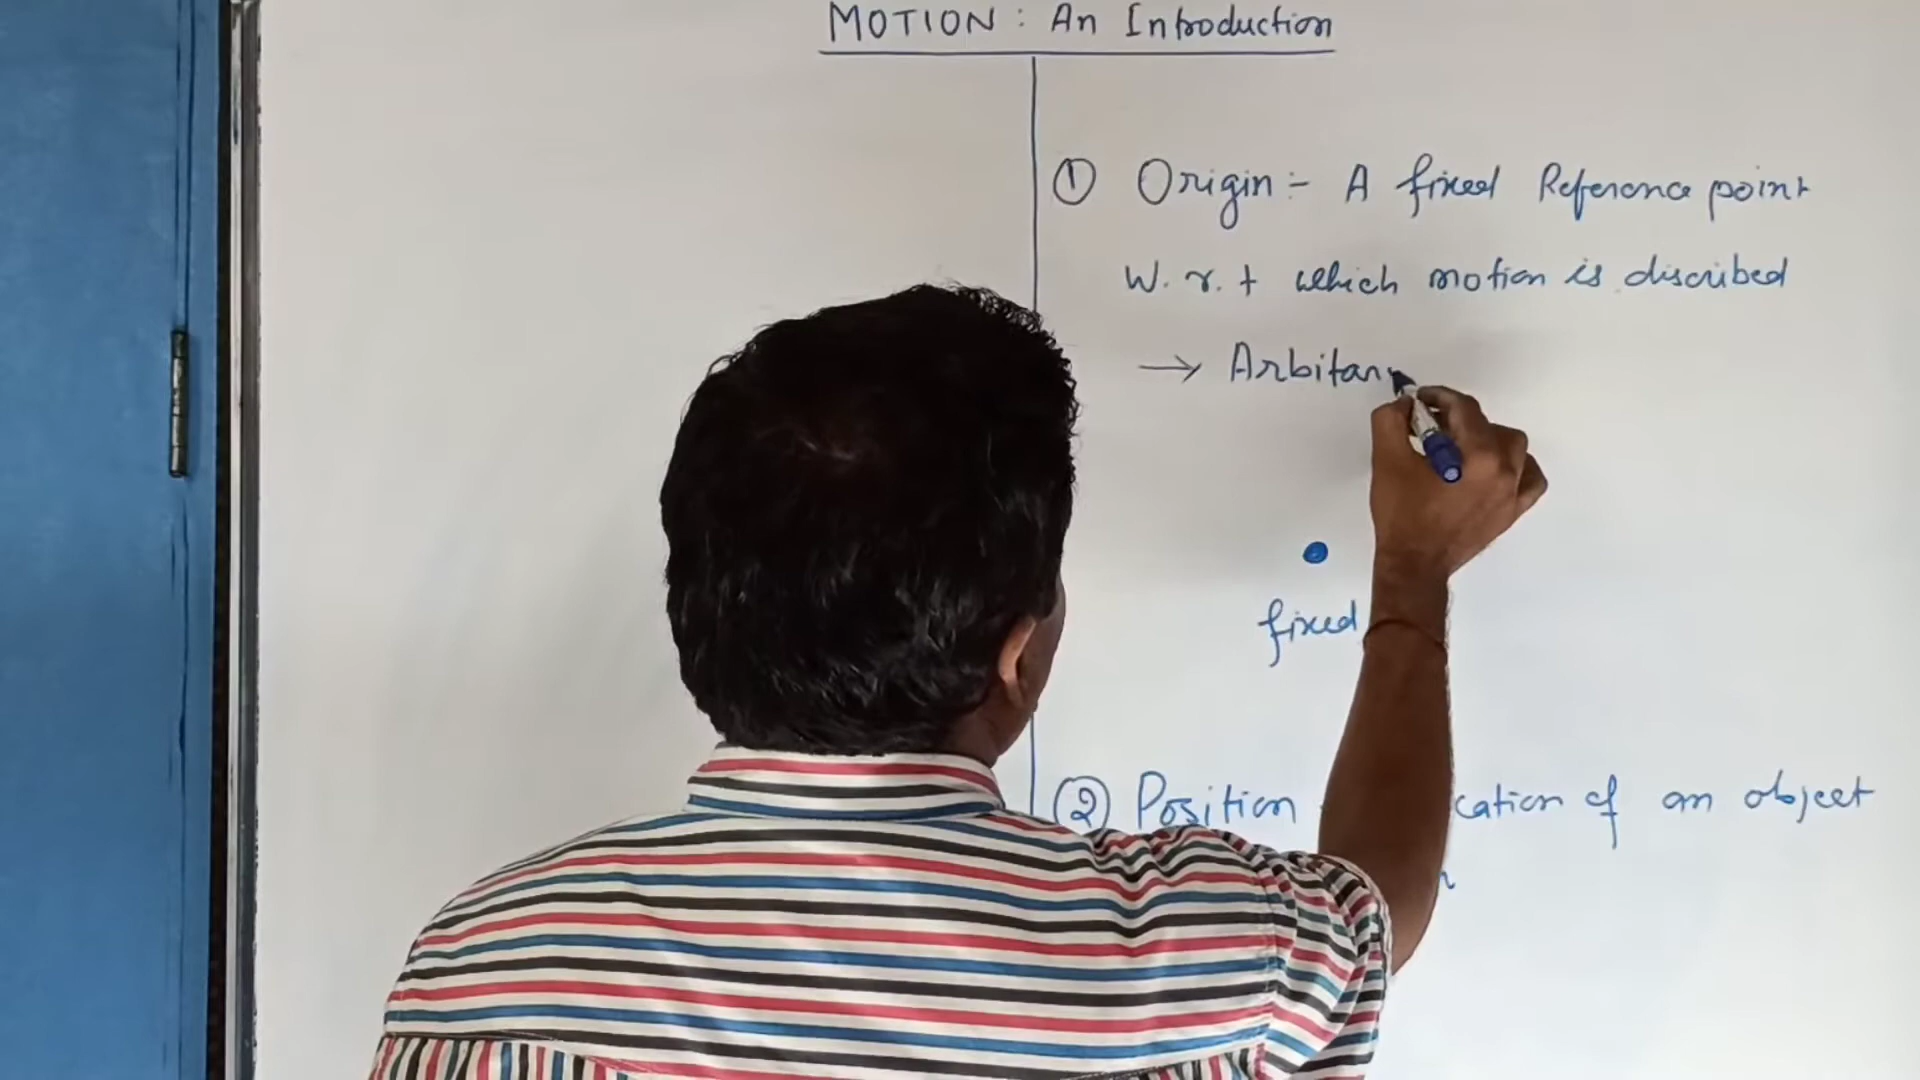 MOTION : An Introduction
① Origin :- A fixed Reference point
W. r. t which motion is discribed
→ Arbitary
fixed
② Position cation of an object